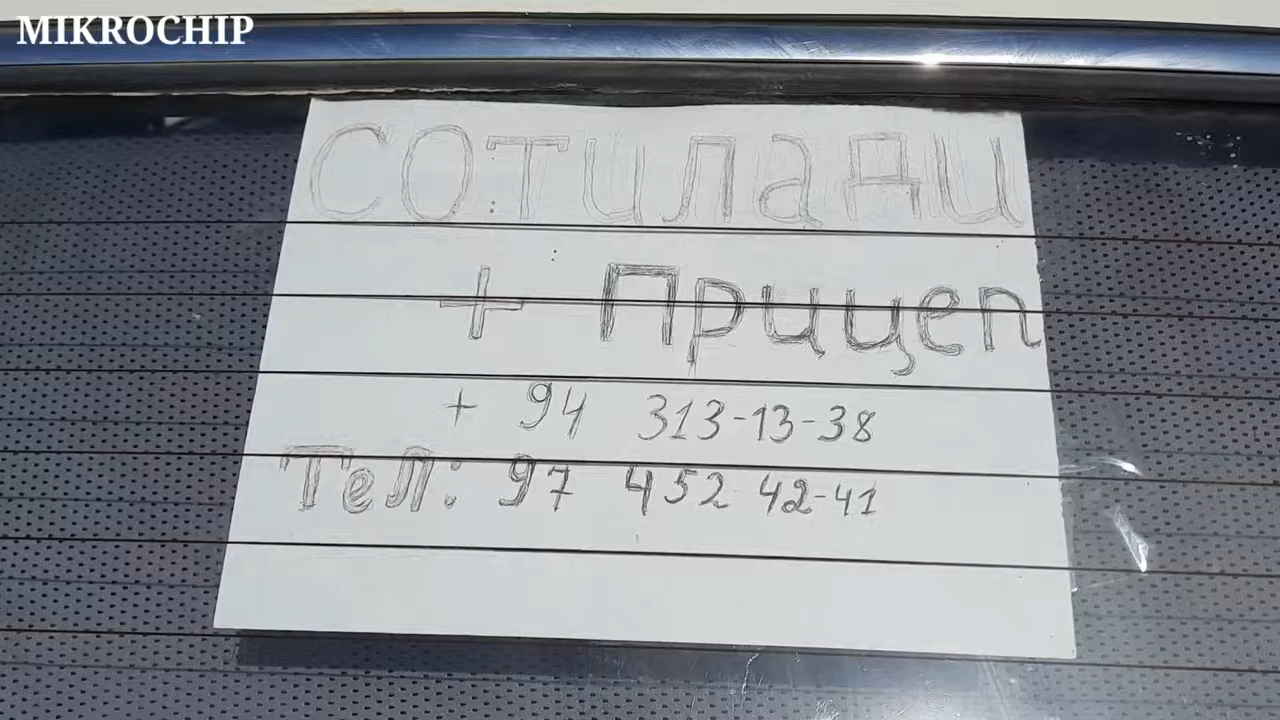 MIKROCHIP
СОТИЛАДИ
+ Прицеп
+ 94 313-13-38
Тел: 97 452 42-41